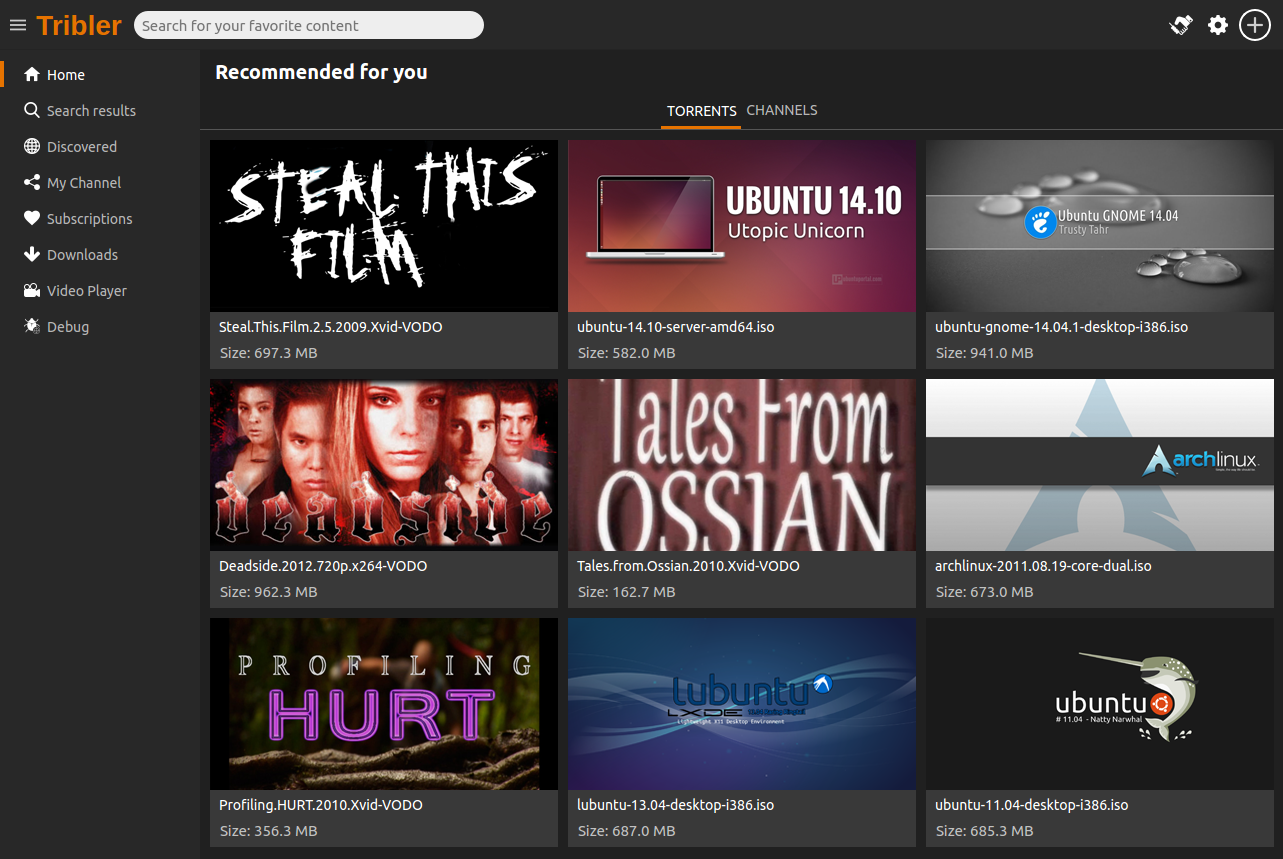 Tribler
Search for your favorite content
Home
Search results
Discovered
My Channel
Subscriptions
Downloads
Video Player
Debug
Recommended for you
TORRENTS CHANNELS
STEAL THIS
FILM
Steal.This.Film.2.5.2009.Xvid-VODO
Size: 697.3 MB
UBUNTU 14.10
Utopic Unicorn
ubuntu-14.10-server-amd64.iso
Size: 582.0 MB
Ubuntu GNOME 14.04
Trusty Tahr
ubuntu-gnome-14.04.1-desktop-i386.iso
Size: 941.0 MB
Deadside
Deadside.2012.720p.x264-VODO
Size: 962.3 MB
Tales From
OSSIAN
Tales.from.Ossian.2010.Xvid-VODO
Size: 162.7 MB
archlinux
archlinux-2011.08.19-core-dual.iso
Size: 673.0 MB
PROFILING
HURT
Profiling.HURT.2010.Xvid-VODO
Size: 356.3 MB
lubuntu
LXDE
Lightweight X11 Desktop Environment
lubuntu-13.04-desktop-i386.iso
Size: 687.0 MB
ubuntu
# 11.04 - Natty Narwhal
ubuntu-11.04-desktop-i386.iso
Size: 685.3 MB